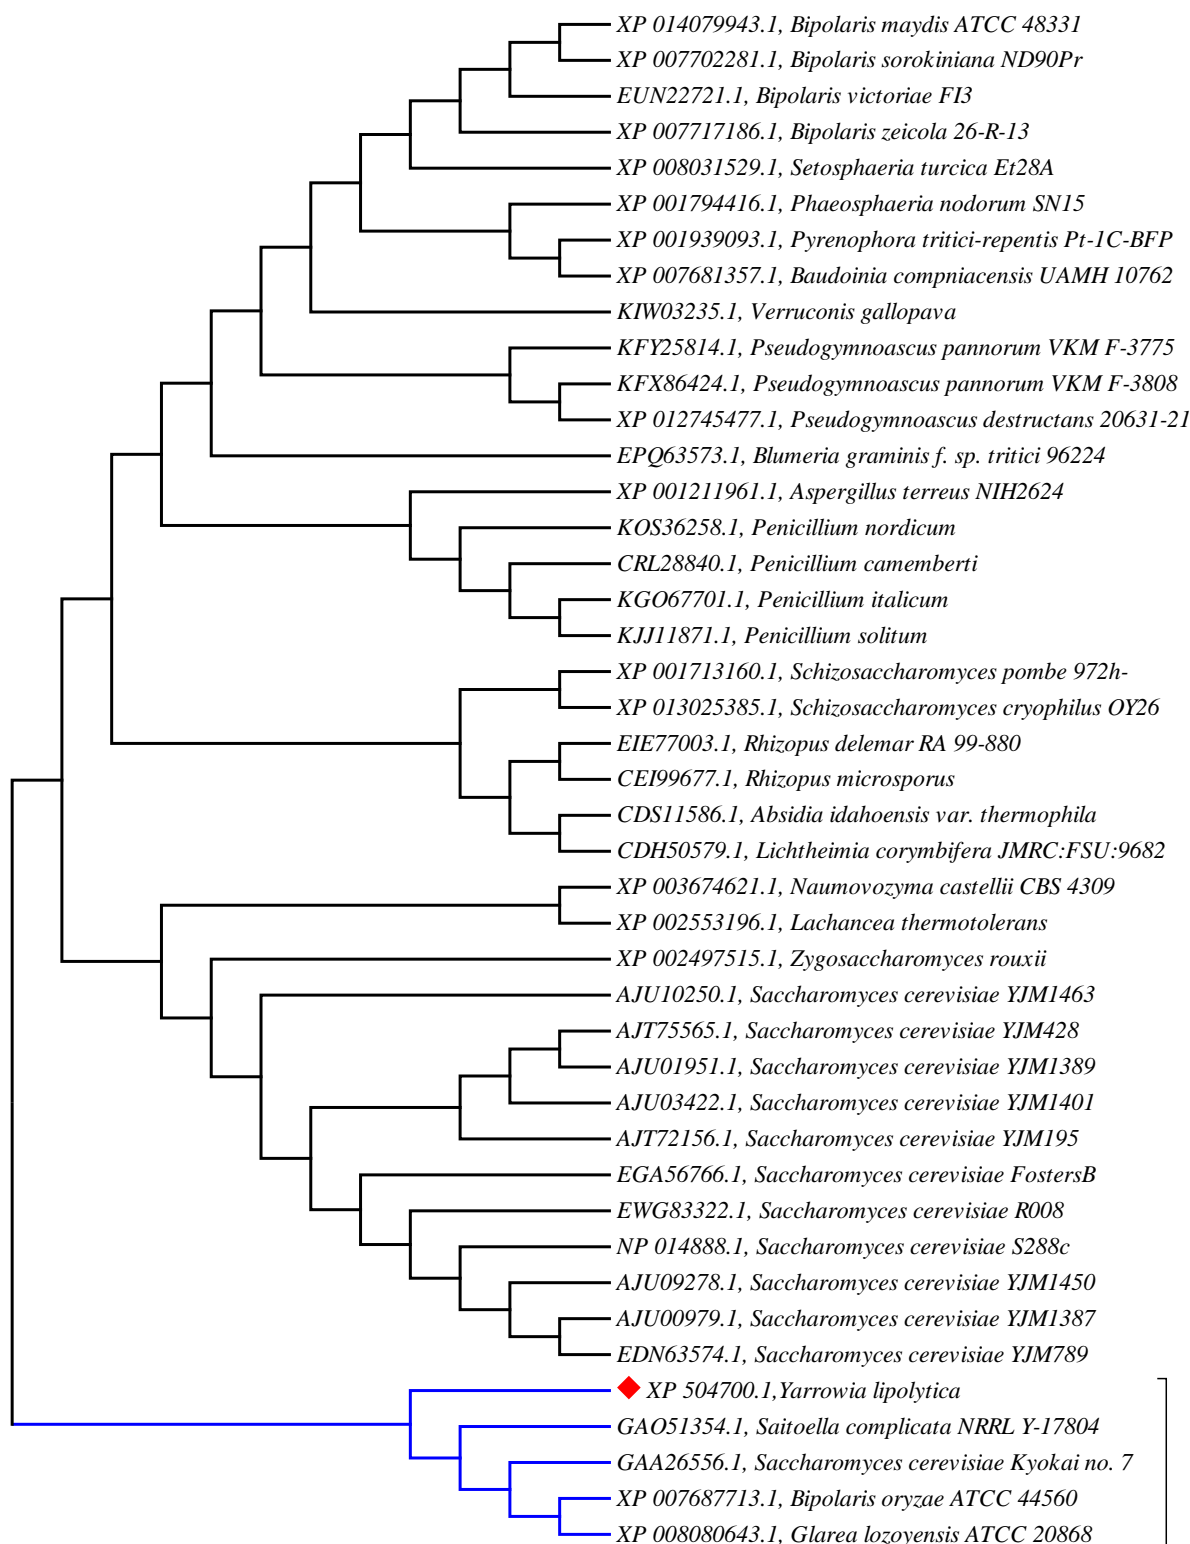 XP 014079943.1, Bipolaris maydis ATCC 48331
XP 007702281.1, Bipolaris sorokiniana ND90Pr
EUN22721.1, Bipolaris victoriae FI3
XP 007717186.1, Bipolaris zeicola 26-R-13
XP 008031529.1, Setosphaeria turcica Et28A
XP 001794416.1, Phaeosphaeria nodorum SN15
XP 001939093.1, Pyrenophora tritici-repentis Pt-1C-BFP
XP 007681357.1, Baudoinia compniacensis UAMH 10762
KIW03235.1, Verruconis gallopava
KFY25814.1, Pseudogymnoascus pannorum VKM F-3775
KFX86424.1, Pseudogymnoascus pannorum VKM F-3808
XP 012745477.1, Pseudogymnoascus destructans 20631-21
EPQ63573.1, Blumeria graminis f. sp. tritici 96224
XP 001211961.1, Aspergillus terreus NIH2624
KOS36258.1, Penicillium nordicum
CRL28840.1, Penicillium camemberti
KGO67701.1, Penicillium italicum
KJJ11871.1, Penicillium solitum
XP 001713160.1, Schizosaccharomyces pombe 972h-
XP 013025385.1, Schizosaccharomyces cryophilus OY26
EIE77003.1, Rhizopus delemar RA 99-880
CEI99677.1, Rhizopus microsporus
CDS11586.1, Absidia idahoensis var. thermophila
CDH50579.1, Lichtheimia corymbifera JMRC:FSU:9682
XP 003674621.1, Naumovozyma castellii CBS 4309
XP 002553196.1, Lachancea thermotolerans
XP 002497515.1, Zygosaccharomyces rouxii
AJU10250.1, Saccharomyces cerevisiae YJM1463
AJT75565.1, Saccharomyces cerevisiae YJM428
AJU01951.1, Saccharomyces cerevisiae YJM1389
AJU03422.1, Saccharomyces cerevisiae YJM1401
AJT72156.1, Saccharomyces cerevisiae YJM195
EGA56766.1, Saccharomyces cerevisiae FostersB
EWG83322.1, Saccharomyces cerevisiae R008
NP 014888.1, Saccharomyces cerevisiae S288c
AJU09278.1, Saccharomyces cerevisiae YJM1450
AJU00979.1, Saccharomyces cerevisiae YJM1387
EDN63574.1, Saccharomyces cerevisiae YJM789
XP 504700.1,Yarrowia lipolytica
GAO51354.1, Saitoella complicata NRRL Y-17804
GAA26556.1, Saccharomyces cerevisiae Kyokai no. 7
XP 007687713.1, Bipolaris oryzae ATCC 44560
XP 008080643.1, Glarea lozoyensis ATCC 20868